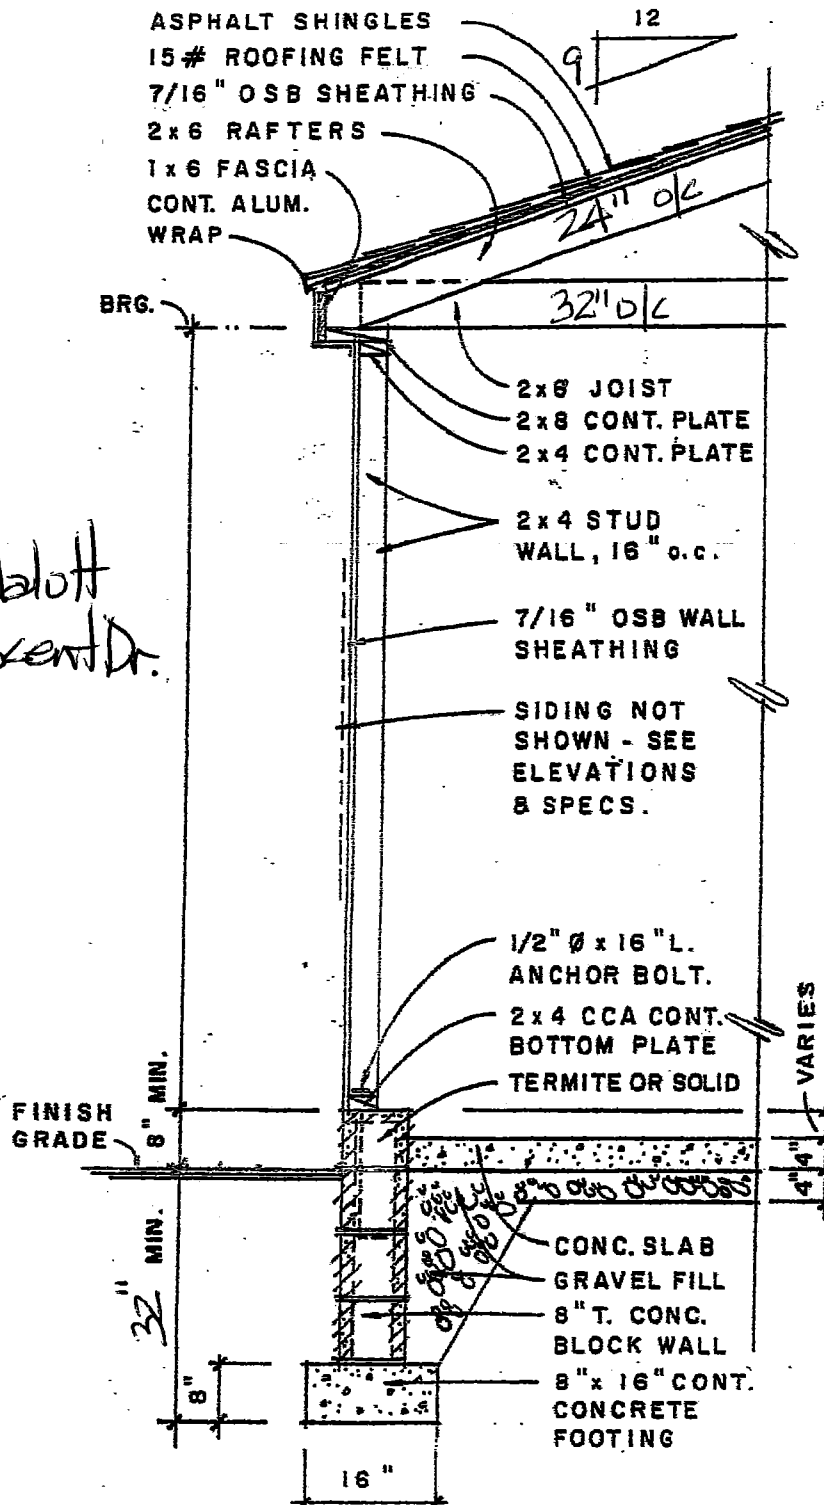 ASPHALT SHINGLES
15# ROOFING FELT
7/16" OSB SHEATHING
2x6 RAFTERS
1x6 FASCIA
CONT. ALUM.
WRAP
12
9
24" o/c
BRG.
32" o/c
2x6 JOIST
2x8 CONT. PLATE
2x4 CONT. PLATE
2x4 STUD
WALL, 16" o.c.
Dr.
7/16" OSB WALL
SHEATHING
SIDING NOT
SHOWN - SEE
ELEVATIONS
& SPECS.
1/2" Ø x 16" L.
ANCHOR BOLT.
2x4 CCA CONT.
BOTTOM PLATE
TERMITE OR SOLID
VARIES
FINISH
GRADE
8" MIN.
4" 4"
32" MIN.
8"
CONC. SLAB
GRAVEL FILL
8" T. CONC.
BLOCK WALL
8" x 16" CONT.
CONCRETE
FOOTING
16"